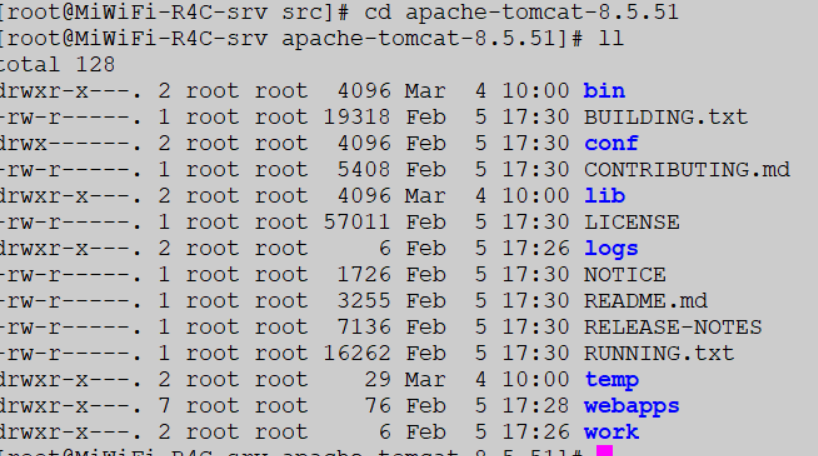 [root@MiWiFi-R4C-srv src]# cd apache-tomcat-8.5.51
[root@MiWiFi-R4C-srv apache-tomcat-8.5.51]# ll
total 128
drwxr-x---. 2 root root  4096 Mar  4 10:00 bin
-rw-r-----. 1 root root 19318 Feb  5 17:30 BUILDING.txt
drwx------. 2 root root  4096 Feb  5 17:30 conf
-rw-r-----. 1 root root  5408 Feb  5 17:30 CONTRIBUTING.md
drwxr-x---. 2 root root  4096 Mar  4 10:00 lib
-rw-r-----. 1 root root 57011 Feb  5 17:30 LICENSE
drwxr-x---. 2 root root     6 Feb  5 17:26 logs
-rw-r-----. 1 root root  1726 Feb  5 17:30 NOTICE
-rw-r-----. 1 root root  3255 Feb  5 17:30 README.md
-rw-r-----. 1 root root  7136 Feb  5 17:30 RELEASE-NOTES
-rw-r-----. 1 root root 16262 Feb  5 17:30 RUNNING.txt
drwxr-x---. 2 root root    29 Mar  4 10:00 temp
drwxr-x---. 7 root root    76 Feb  5 17:28 webapps
drwxr-x---. 2 root root     6 Feb  5 17:26 work
[root@MiWiFi-R4C-srv apache-tomcat-8.5.51]#